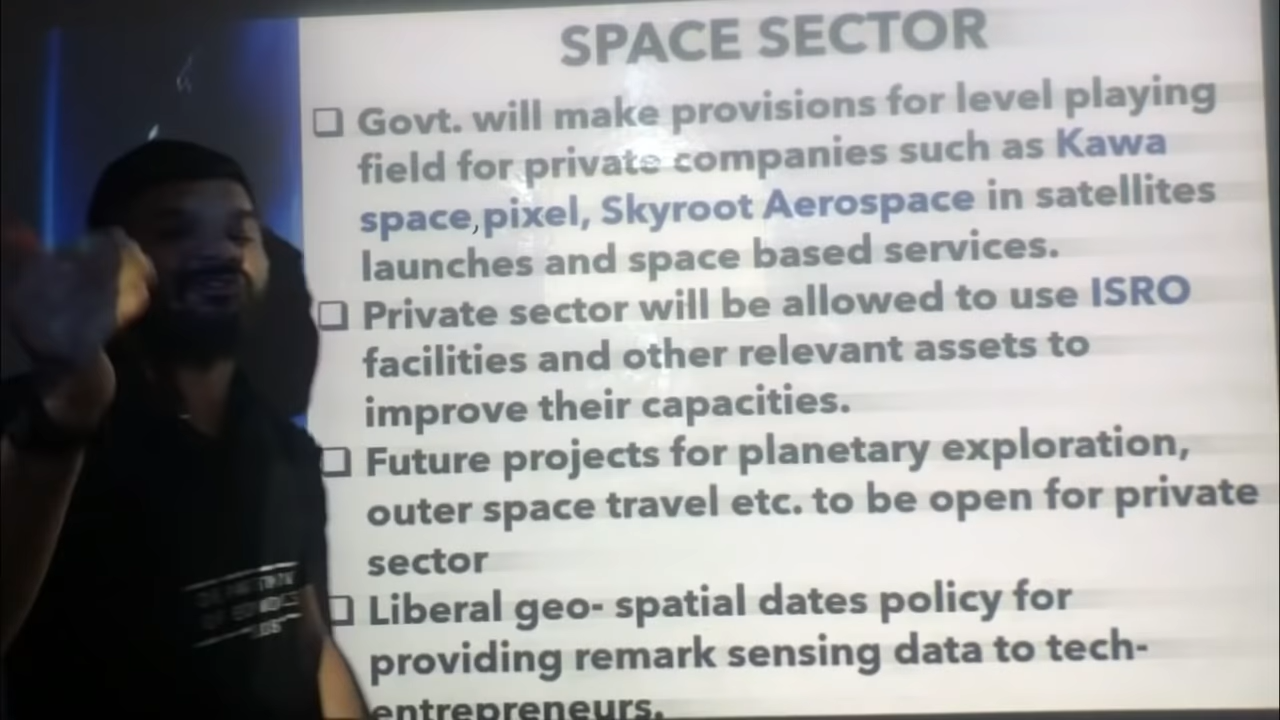 SPACE SECTOR
❑ Govt. will make provisions for level playing
field for private companies such as Kawa
space,pixel, Skyroot Aerospace in satellites
launches and space based services.
❑ Private sector will be allowed to use ISRO
facilities and other relevant assets to
improve their capacities.
❑ Future projects for planetary exploration,
outer space travel etc. to be open for private
sector
❑ Liberal geo- spatial dates policy for
providing remark sensing data to tech-
entrepreneurs.